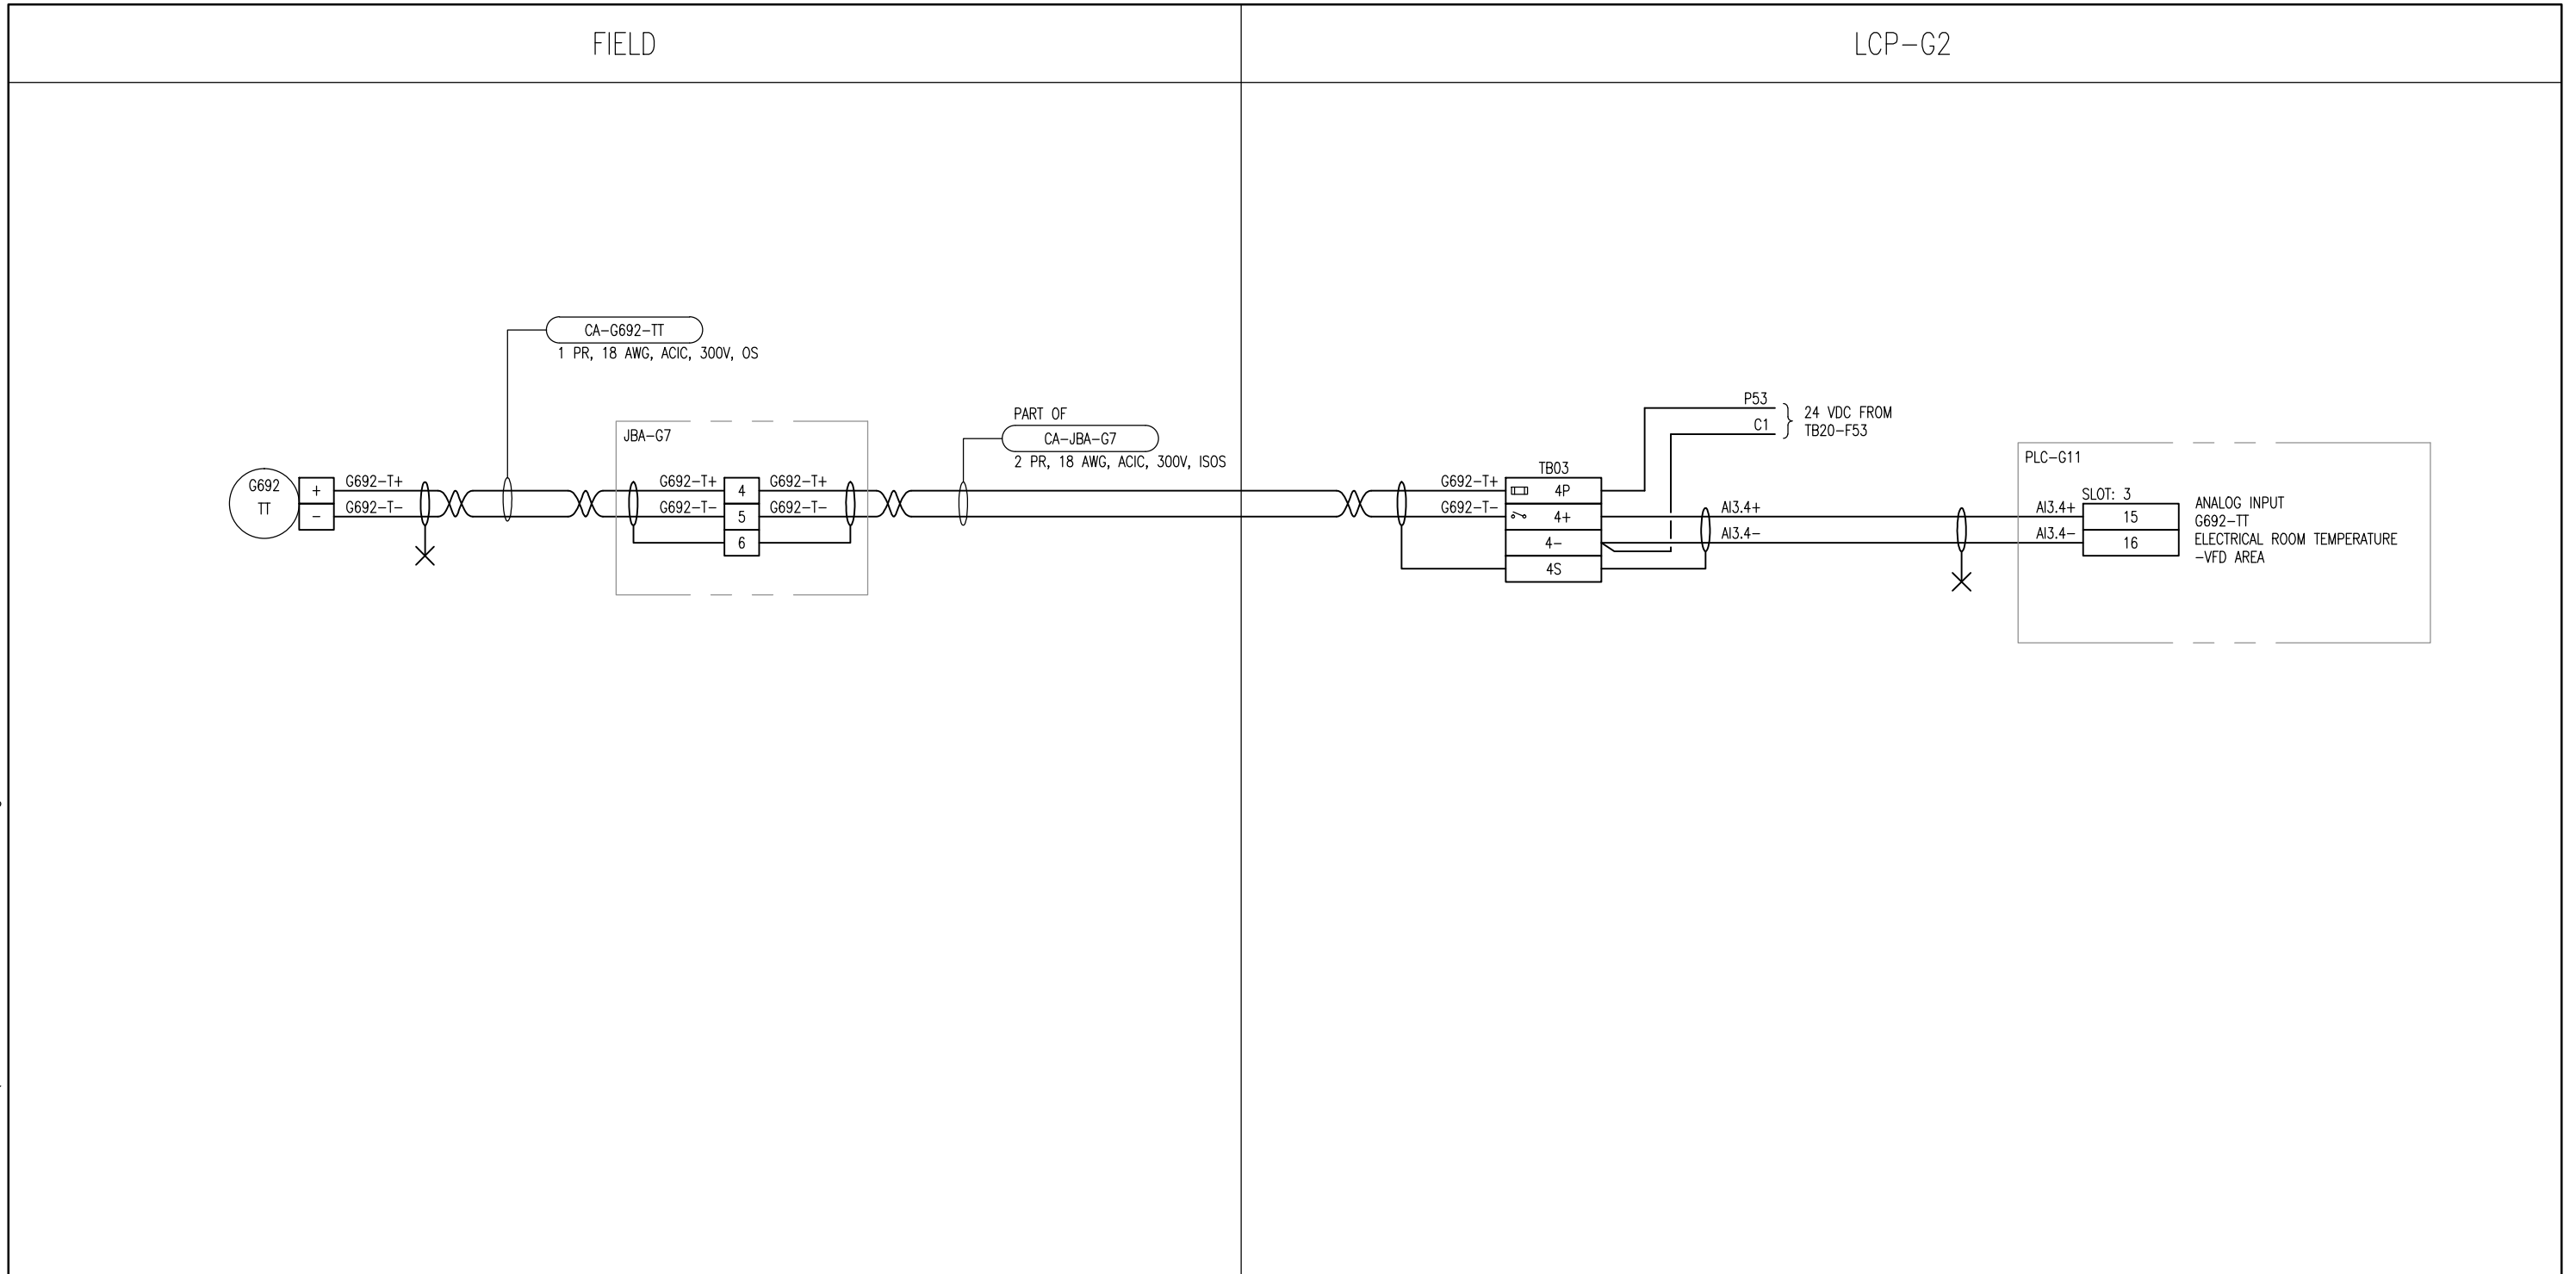 FIELD
LCP-G2
CA-G692-TT
1 PR, 18 AWG, ACIC, 300V, OS
PART OF
CA-JBA-G7
2 PR, 18 AWG, ACIC, 300V, ISOS
JBA-G7
G692
TT
+
-
G692-T+
G692-T-
G692-T+
G692-T-
4
5
6
G692-T+
G692-T-
G692-T+
G692-T-
TB03
4P
4+
4-
4S
P53
C1
24 VDC FROM
TB20-F53
AI3.4+
AI3.4-
PLC-G11
SLOT: 3
AI3.4+
AI3.4-
15
16
ANALOG INPUT
G692-TT
ELECTRICAL ROOM TEMPERATURE
-VFD AREA